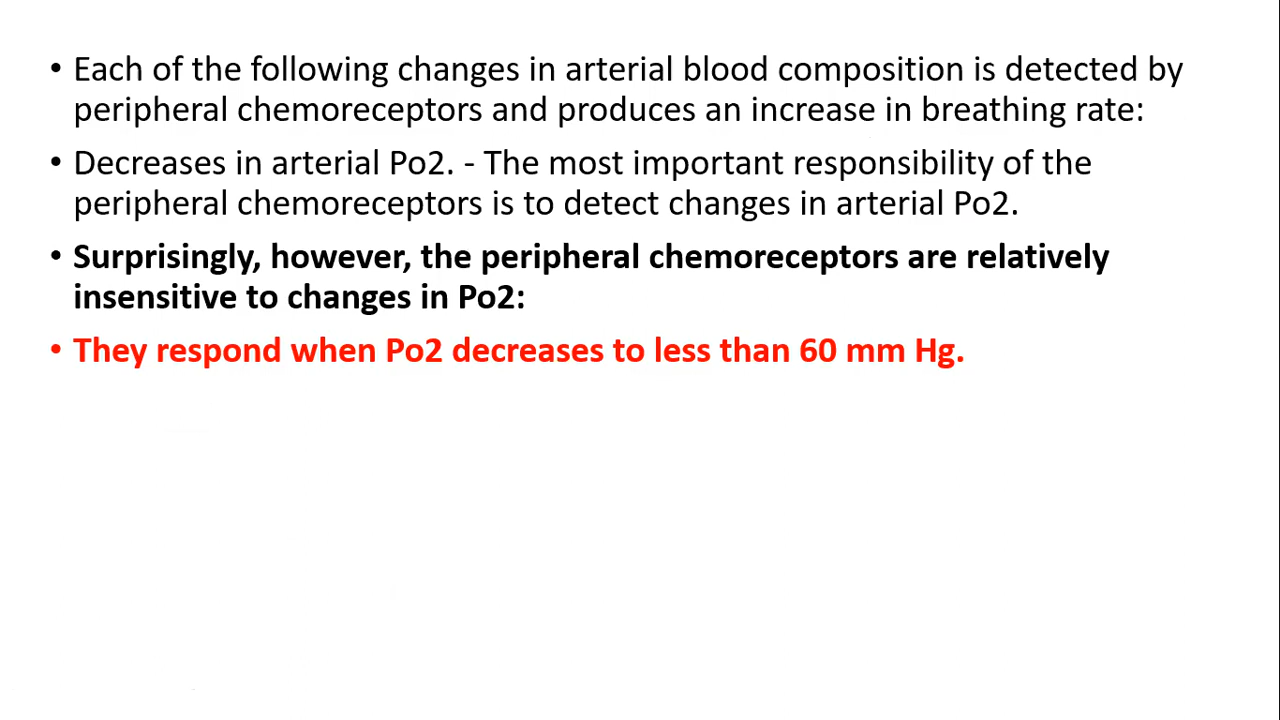 • Each of the following changes in arterial blood composition is detected by
peripheral chemoreceptors and produces an increase in breathing rate:
• Decreases in arterial Po2. - The most important responsibility of the
peripheral chemoreceptors is to detect changes in arterial Po2.
• Surprisingly, however, the peripheral chemoreceptors are relatively
insensitive to changes in Po2:
• They respond when Po2 decreases to less than 60 mm Hg.